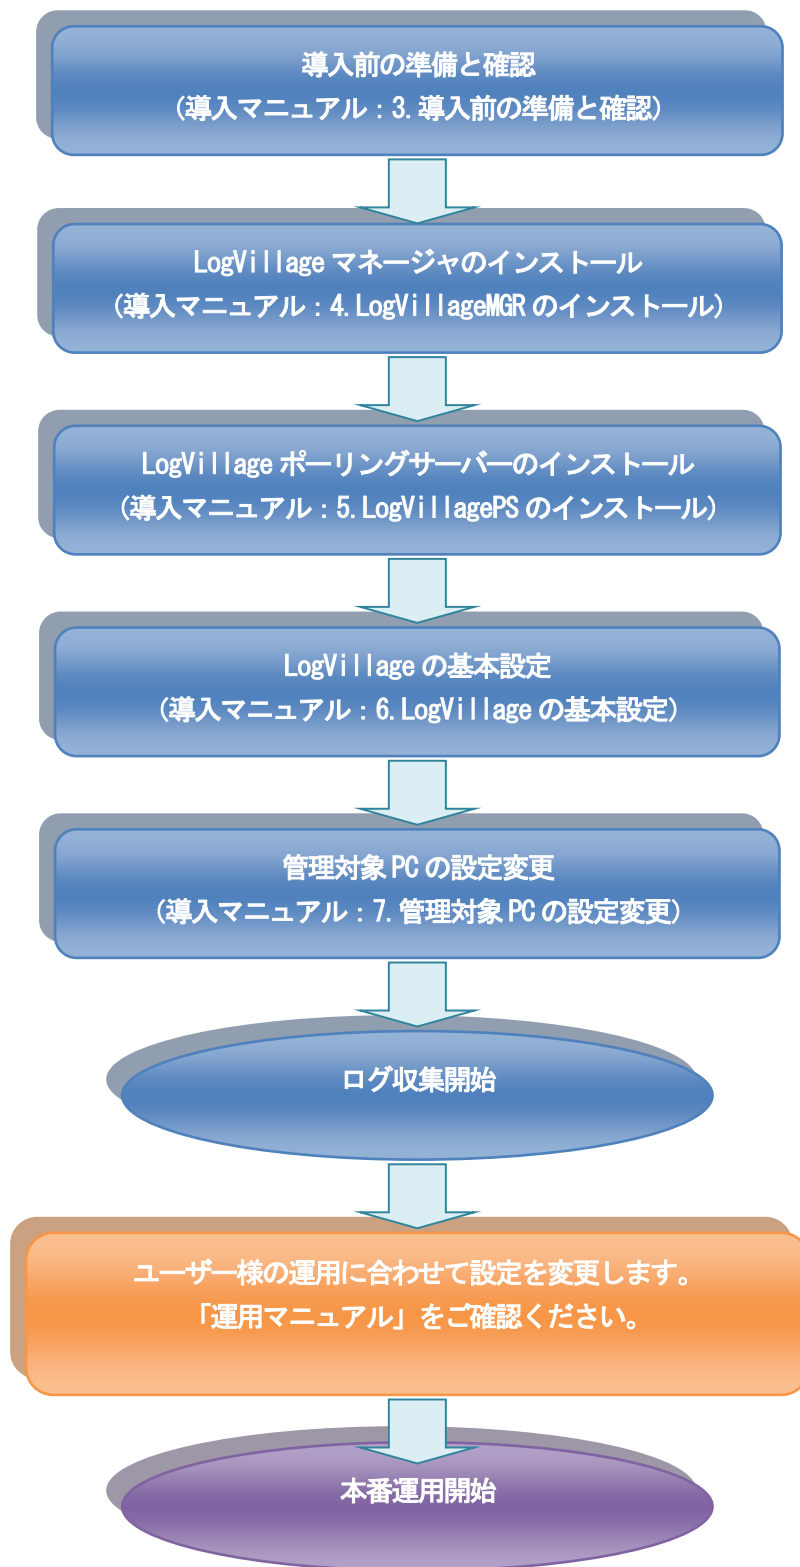 導入前の準備と確認
(導入マニュアル：3.導入前の準備と確認)
LogVillage マネージャのインストール
(導入マニュアル：4.LogVillageMGR のインストール)
LogVillage ポーリングサーバーのインストール
(導入マニュアル：5.LogVillagePS のインストール)
LogVillage の基本設定
(導入マニュアル：6.LogVillage の基本設定)
管理対象 PC の設定変更
(導入マニュアル：7.管理対象 PC の設定変更)
ログ収集開始
ユーザー様の運用に合わせて設定を変更します。
「運用マニュアル」をご確認ください。
本番運用開始